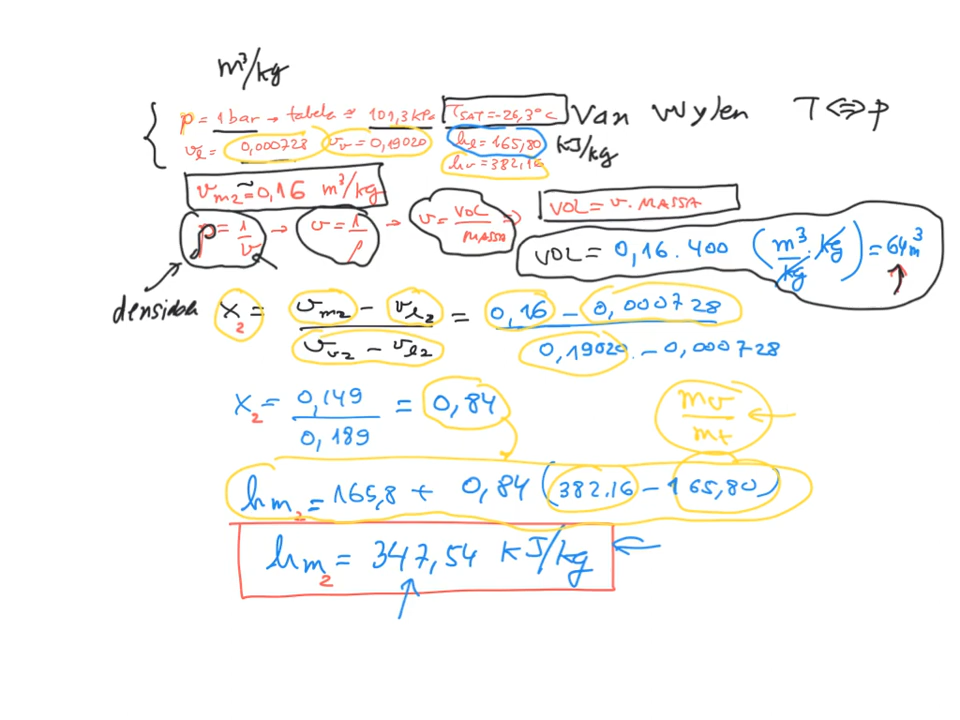 m³/kg
p = 1 bar → tabela ≅ 101,3 kPa TSAT = -26,3°C Van Wylen T⇔p
vℓ = 0,000728 vv = 0,19020 hℓ = 165,80 KJ/kg
hv = 382,16
vm2 ≅ 0,16 m³/kg
ρ = 1/v → v = 1/ρ → v = VOL/MASSA ⇒ VOL = v. MASSA
VOL = 0,16 . 400 (m³/kg . kg) = 64m³
densidade
X2 = (vm2 - vℓ2)/(vv2 - vℓ2) = (0,16 - 0,000728)/(0,19020 - 0,000728)
X2 = 0,149/0,189 = 0,84
mv/mt
hm2 = 165,8 + 0,84 (382,16 - 165,80)
hm2 = 347,54 KJ/kg